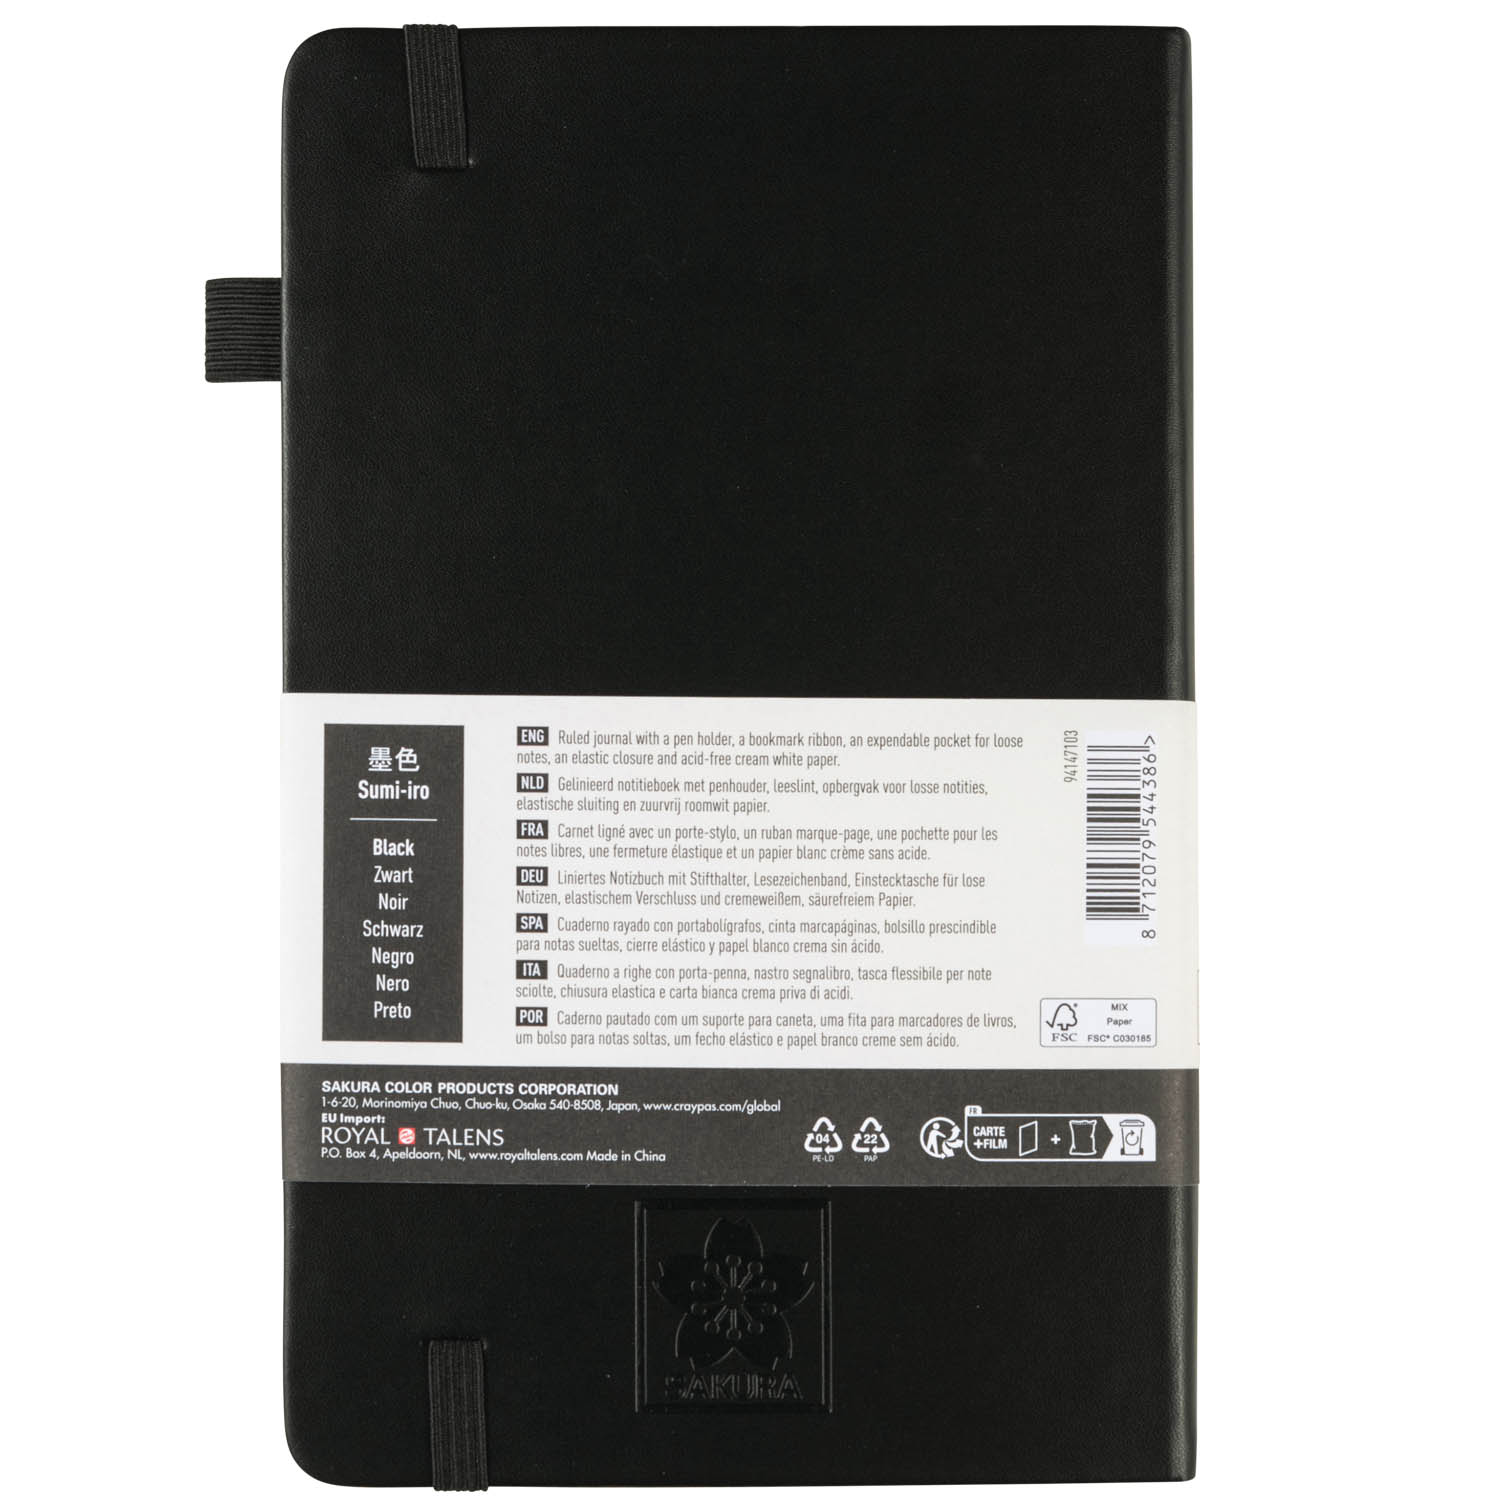 墨色
Sumi-iro
Black
Zwart
Noir
Schwarz
Negro
Nero
Preto
ENG Ruled journal with a pen holder, a bookmark ribbon, an expendable pocket for loose
notes, an elastic closure and acid-free cream white paper.
NLD Gelinieerd notitieboek met penhouder, leeslint, opbergvak voor losse notities,
elastische sluiting en zuurvrij roomwit papier.
FRA Carnet ligné avec un porte-stylo, un ruban marque-page, une pochette pour les
notes libres, une fermeture élastique et un papier blanc crème sans acide.
DEU Liniertes Notizbuch mit Stifthalter, Lesezeichenband, Einstecktasche für lose
Notizen, elastischem Verschluss und cremeweißem, säurefreiem Papier.
SPA Cuaderno rayado con portabolígrafos, cinta marcapáginas, bolsillo prescindible
para notas sueltas, cierre elástico y papel blanco crema sin ácido.
ITA Quaderno a righe con porta-penna, nastro segnalibro, tasca flessibile per note
sciolte, chiusura elastica e carta bianca crema priva di acidi.
POR Caderno pautado com um suporte para caneta, uma fita para marcadores de livros,
um bolso para notas soltas, um fecho elástico e papel branco creme sem ácido.
94147103
8 712079 544386 >
FSC
MIX
Paper
FSC® C030185
SAKURA COLOR PRODUCTS CORPORATION
1-6-20, Morinomiya Chuo, Chuo-ku, Osaka 540-8508, Japan, www.craypas.com/global
EU Import:
ROYAL TALENS
P.O. Box 4, Apeldoorn, NL, www.royaltalens.com Made in China
04
PE-LD
22
PAP
FR
CARTE
+FILM
+
SAKURA